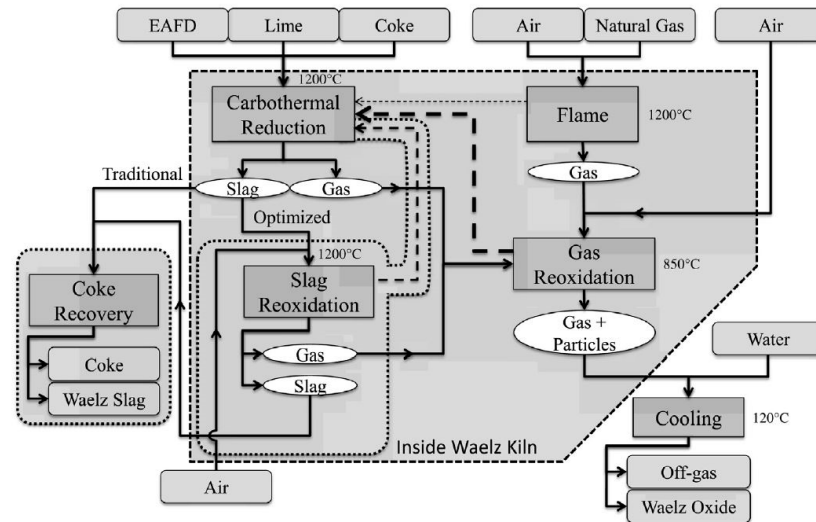 EAFD
Lime
Coke
Air
Natural Gas
Air
1200°C
Carbothermal
Reduction
Flame
1200°C
Traditional
Slag
Gas
Gas
Optimized
1200°C
Slag
Reoxidation
Gas
Reoxidation
850°C
Coke
Recovery
Gas +
Particles
Water
Gas
Coke
Slag
Waelz Slag
Cooling
120°C
Inside Waelz Kiln
Air
Off-gas
Waelz Oxide